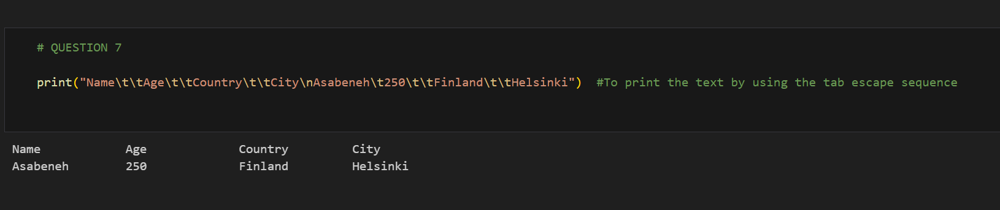 # QUESTION 7
print("Name\t\tAge\t\tCountry\t\tCity\nAsabeneh\t250\t\tFinland\t\tHelsinki")  #To print the text by using the tab escape sequence
Name Age Country City
Asabeneh 250 Finland Helsinki